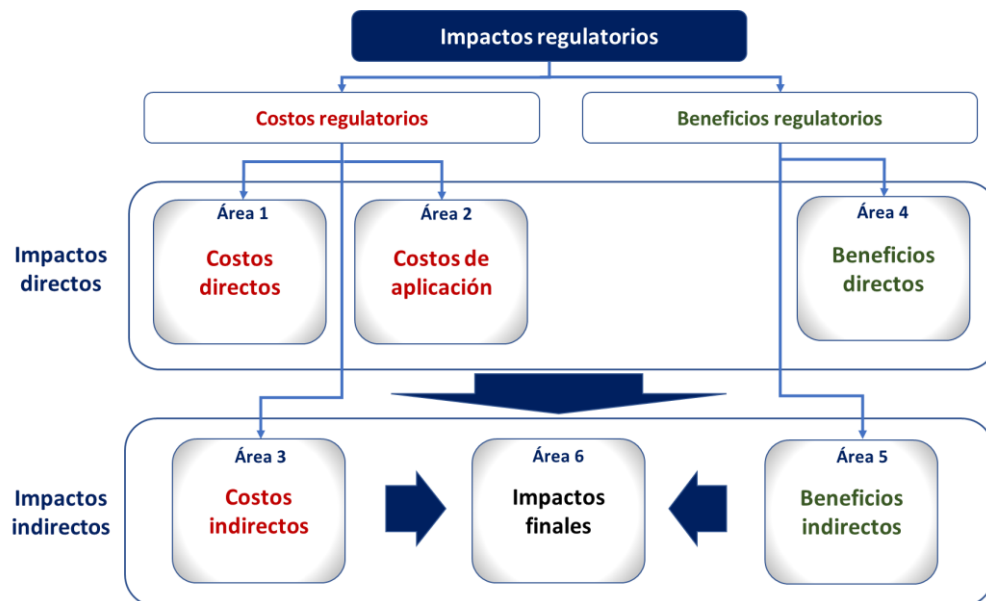 Impactos regulatorios
Costos regulatorios
Beneficios regulatorios
Impactos
directos
Área 1
Costos
directos
Área 2
Costos de
aplicación
Área 4
Beneficios
directos
Impactos
indirectos
Área 3
Costos
indirectos
Área 6
Impactos
finales
Área 5
Beneficios
indirectos